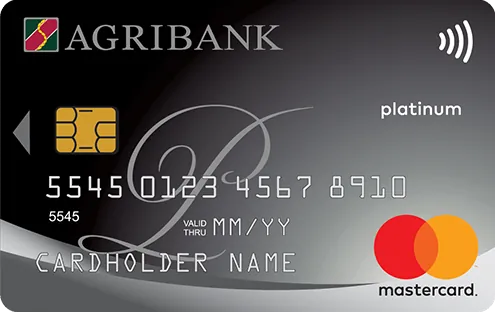 AGRIBANK
platinum
5545 0123 4567 8910
5545
VALID THRU MM/YY
CARDHOLDER NAME
mastercard.